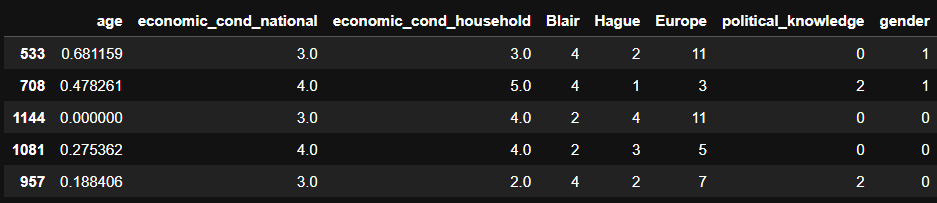 age economic_cond_national economic_cond_household Blair Hague Europe political_knowledge gender
533 0.681159 3.0 3.0 4 2 11 0 1
708 0.478261 4.0 5.0 4 1 3 2 1
1144 0.000000 3.0 4.0 2 4 11 0 0
1081 0.275362 4.0 4.0 2 3 5 0 0
957 0.188406 3.0 2.0 4 2 7 2 0